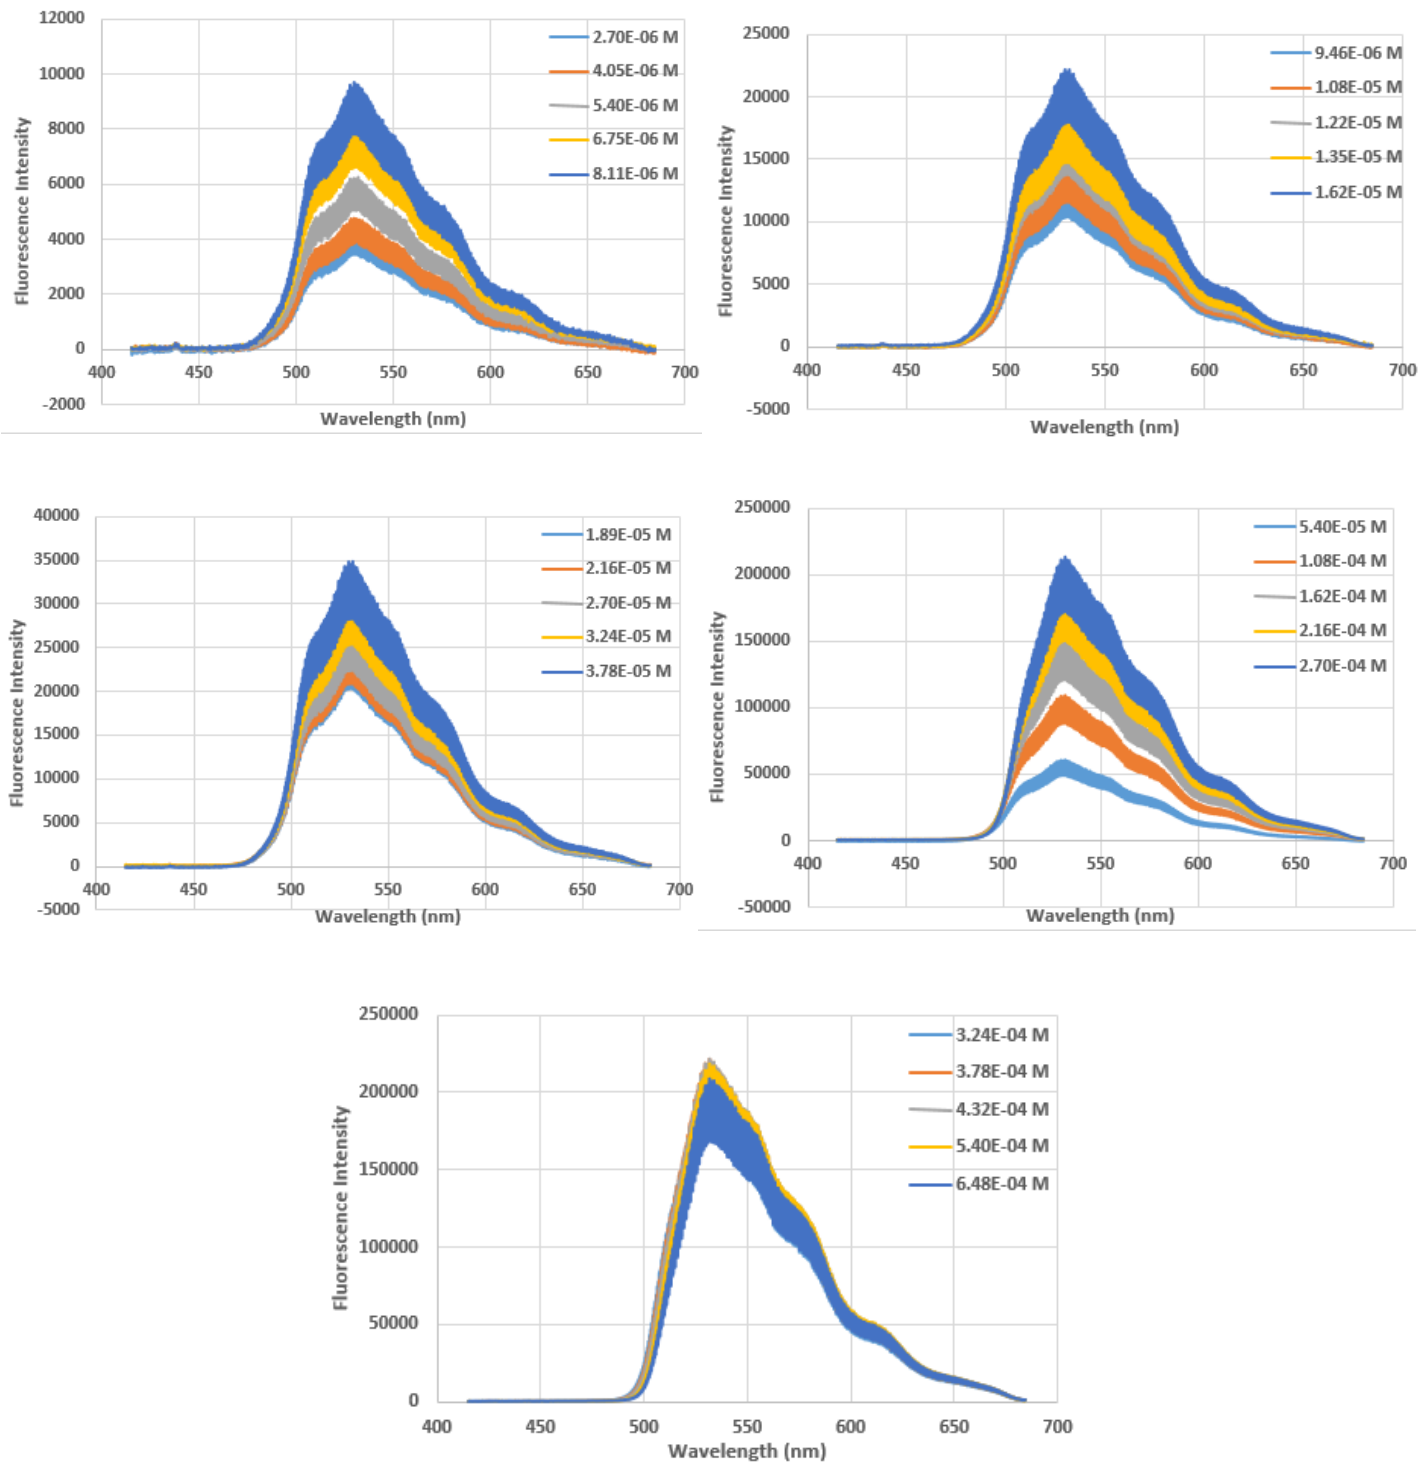 12000
10000
8000
6000
4000
2000
0
-2000
400
450
500
550
600
650
700
Fluorescence Intensity
Wavelength (nm)
2.70E-06 M
4.05E-06 M
5.40E-06 M
6.75E-06 M
8.11E-06 M
25000
20000
15000
10000
5000
0
-5000
400
450
500
550
600
650
700
Fluorescence Intensity
Wavelength (nm)
9.46E-06 M
1.08E-05 M
1.22E-05 M
1.35E-05 M
1.62E-05 M
40000
35000
30000
25000
20000
15000
10000
5000
0
-5000
400
450
500
550
600
650
700
Fluorescence Intensity
Wavelength (nm)
1.89E-05 M
2.16E-05 M
2.70E-05 M
3.24E-05 M
3.78E-05 M
250000
200000
150000
100000
50000
0
-50000
400
450
500
550
600
650
700
Fluorescence Intensity
Wavelength (nm)
5.40E-05 M
1.08E-04 M
1.62E-04 M
2.16E-04 M
2.70E-04 M
250000
200000
150000
100000
50000
0
400
450
500
550
600
650
700
Fluorescence Intensity
Wavelength (nm)
3.24E-04 M
3.78E-04 M
4.32E-04 M
5.40E-04 M
6.48E-04 M